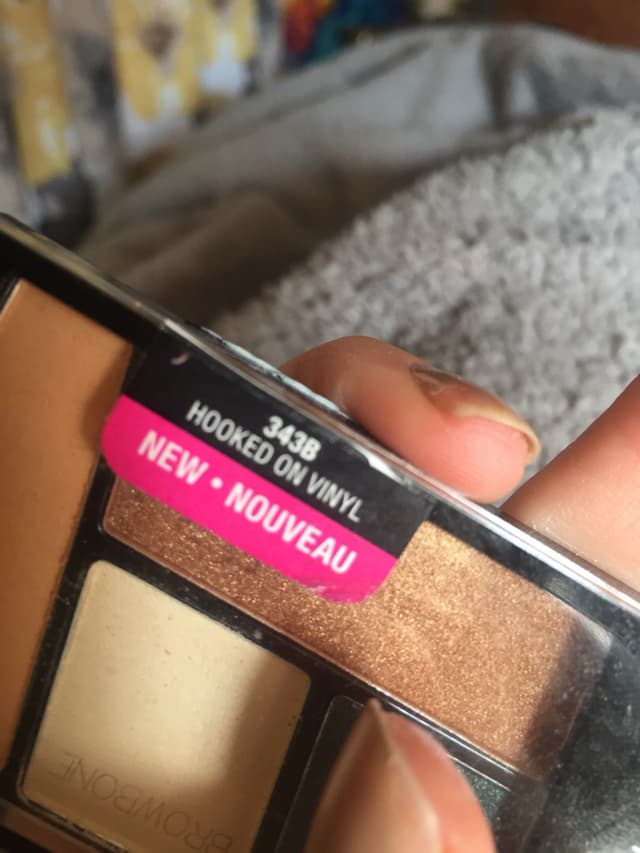 343B
HOOKED ON VINYL
NEW • NOUVEAU
BROWBONE